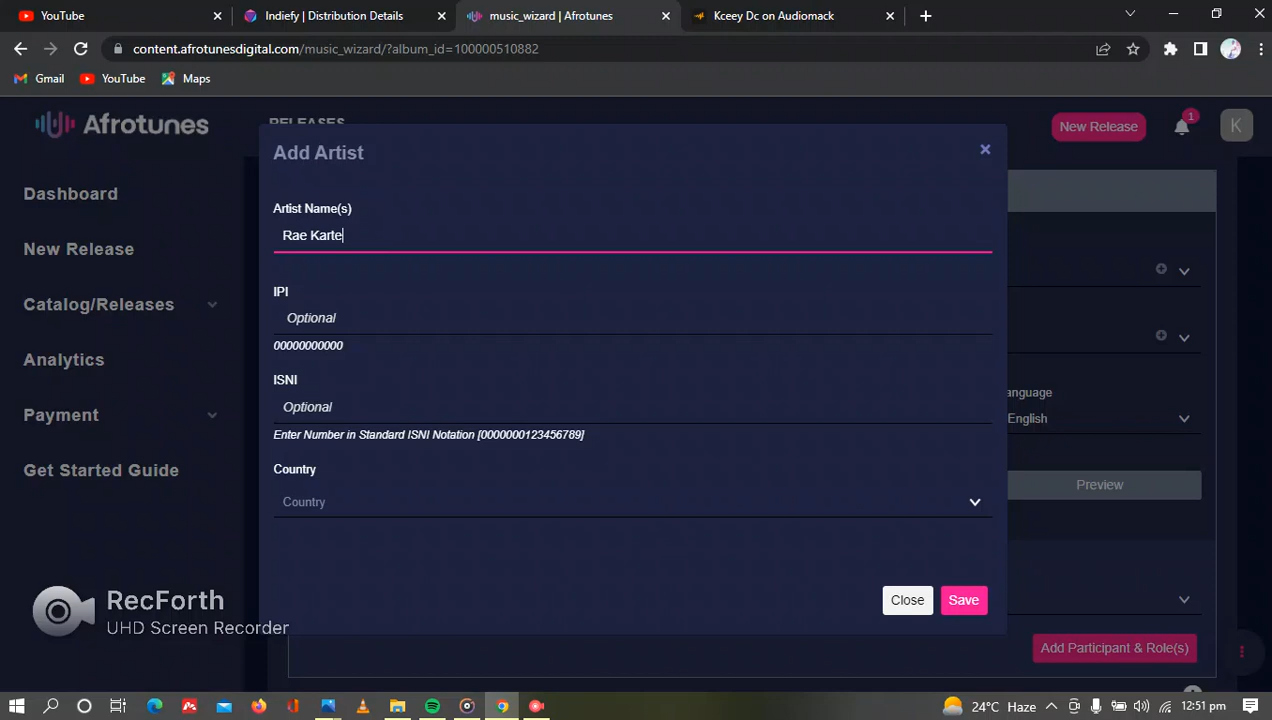 YouTube
Indiefy | Distribution Details
music_wizard | Afrotunes
Kceey Dc on Audiomack
content.afrotunesdigital.com/music_wizard/?album_id=100000510882
Gmail
YouTube
Maps
Afrotunes
RELEASES
New Release
1
K
Dashboard
New Release
Catalog/Releases
Analytics
Payment
Get Started Guide
Add Artist
×
Artist Name(s)
Rae Karte
IPI
Optional
00000000000
ISNI
Optional
Enter Number in Standard ISNI Notation [0000000123456789]
Country
Country
Close
Save
anguage
English
Preview
Add Participant & Role(s)
RecForth
UHD Screen Recorder
24°C Haze
12:51 pm